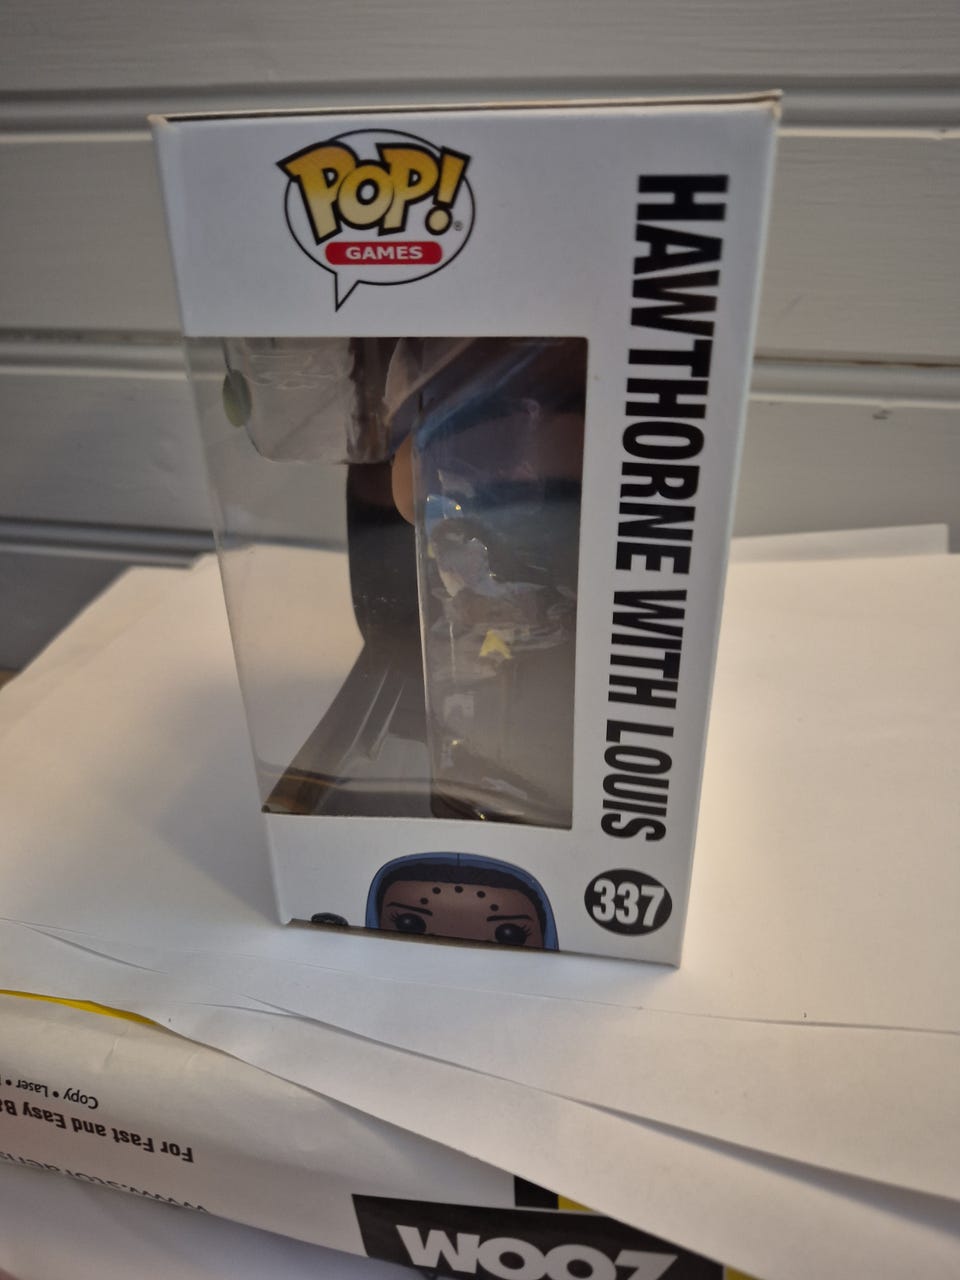 POP!
®
GAMES
HAWTHORNE WITH LOUIS
337
Copy • Laser •
For Fast and Easy
ZOOM